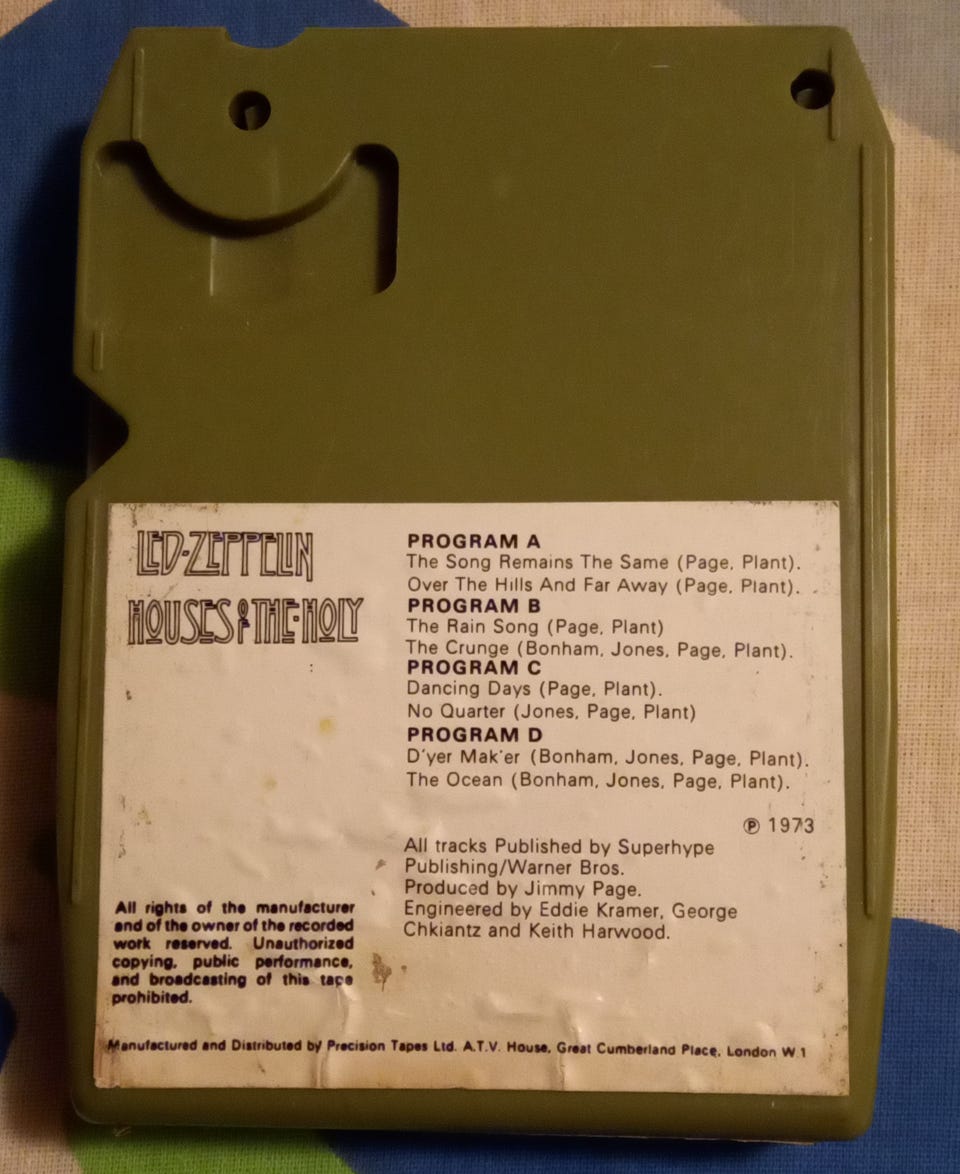 LED-ZEPPELIN
HOUSES OF THE·HOLY
PROGRAM A
The Song Remains The Same (Page, Plant).
Over The Hills And Far Away (Page, Plant).
PROGRAM B
The Rain Song (Page, Plant)
The Crunge (Bonham, Jones, Page, Plant).
PROGRAM C
Dancing Days (Page, Plant).
No Quarter (Jones, Page, Plant)
PROGRAM D
D'yer Mak'er (Bonham, Jones, Page, Plant).
The Ocean (Bonham, Jones, Page, Plant).
℗ 1973
All tracks Published by Superhype
Publishing/Warner Bros.
Produced by Jimmy Page.
Engineered by Eddie Kramer, George
Chkiantz and Keith Harwood.
All rights of the manufacturer
and of the owner of the recorded
work reserved. Unauthorized
copying, public performance,
and broadcasting of this tape
prohibited.
Manufactured and Distributed by Precision Tapes Ltd. A.T.V. House, Great Cumberland Place, London W.1